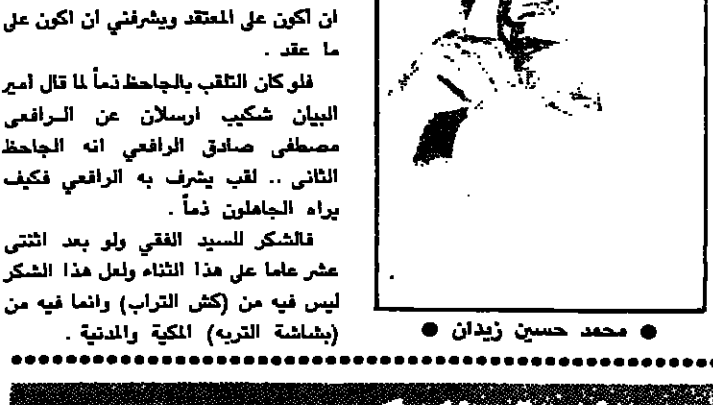 ان اكون على المعتقد ويشرفني ان اكون على
ما عقد .
فلو كان التلقب بالجاحظ ذماً لما قال أمير
البيان شكيب ارسلان عن الرافعى
مصطفى صادق الرافعي انه الجاحظ
الثانى .. لقب يشرف به الرافعي فكيف
يراه الجاهلون ذماً .
فالشكر للسيد الفقي ولو بعد اثنتى
عشر عاما على هذا الثناء ولعل هذا الشكر
ليس فيه من (كش التراب) وانما فيه من
(بشاشة التربه) المكية والمدنية .
● محمد حسين زيدان ●